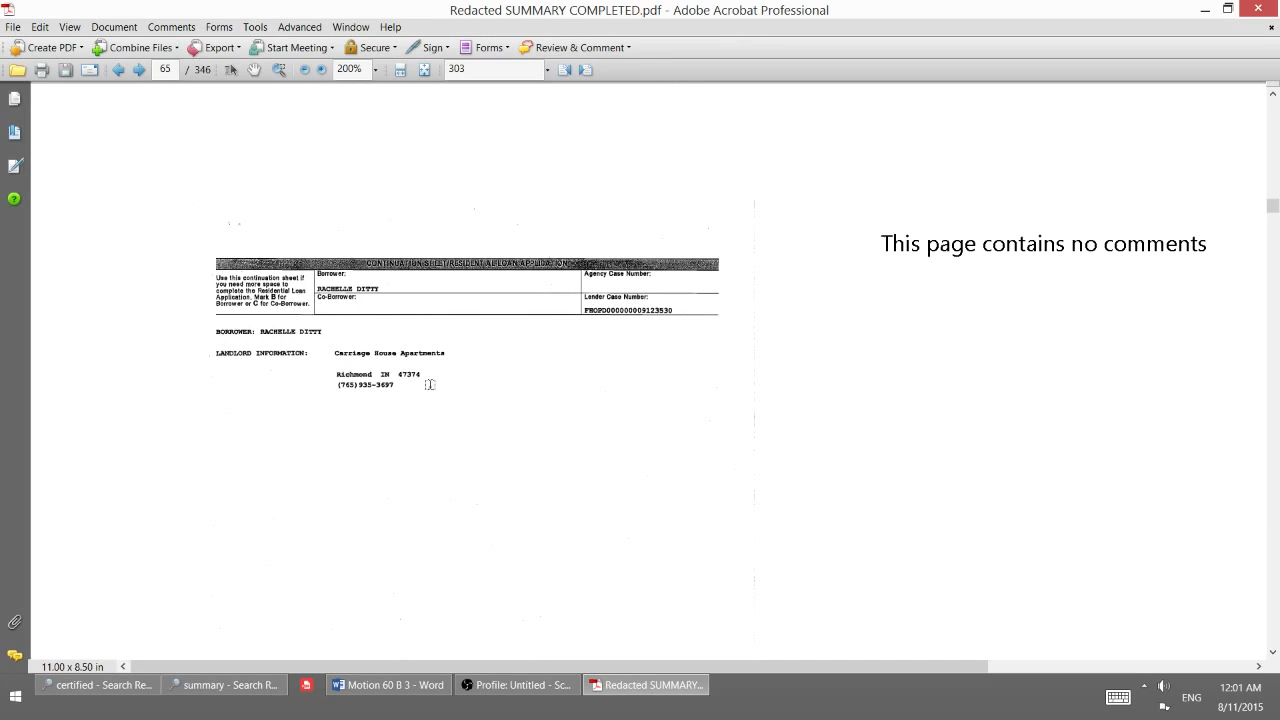 Redacted SUMMARY COMPLETED.pdf - Adobe Acrobat Professional
File Edit View Document Comments Forms Tools Advanced Window Help
Create PDF Combine Files Export Start Meeting Secure Sign Forms Review & Comment
65 / 346 200% 303
This page contains no comments
CONTINUATION SHEET/RESIDENTIAL LOAN APPLICATION
Use this continuation sheet if
you need more space to
complete the Residential Loan
Application. Mark B for
Borrower or C for Co-Borrower.
Borrower:
RACHELLE DITTY
Co-Borrower:
Agency Case Number:
Lender Case Number:
FHOPD000000009123530
BORROWER: RACHELLE DITTY
LANDLORD INFORMATION: Carriage House Apartments
Richmond IN 47374
(765)935-3697
11.00 x 8.50 in
certified - Search Re... summary - Search R... Motion 60 B 3 - Word Profile: Untitled - Sc... Redacted SUMMARY...
ENG
12:01 AM
8/11/2015